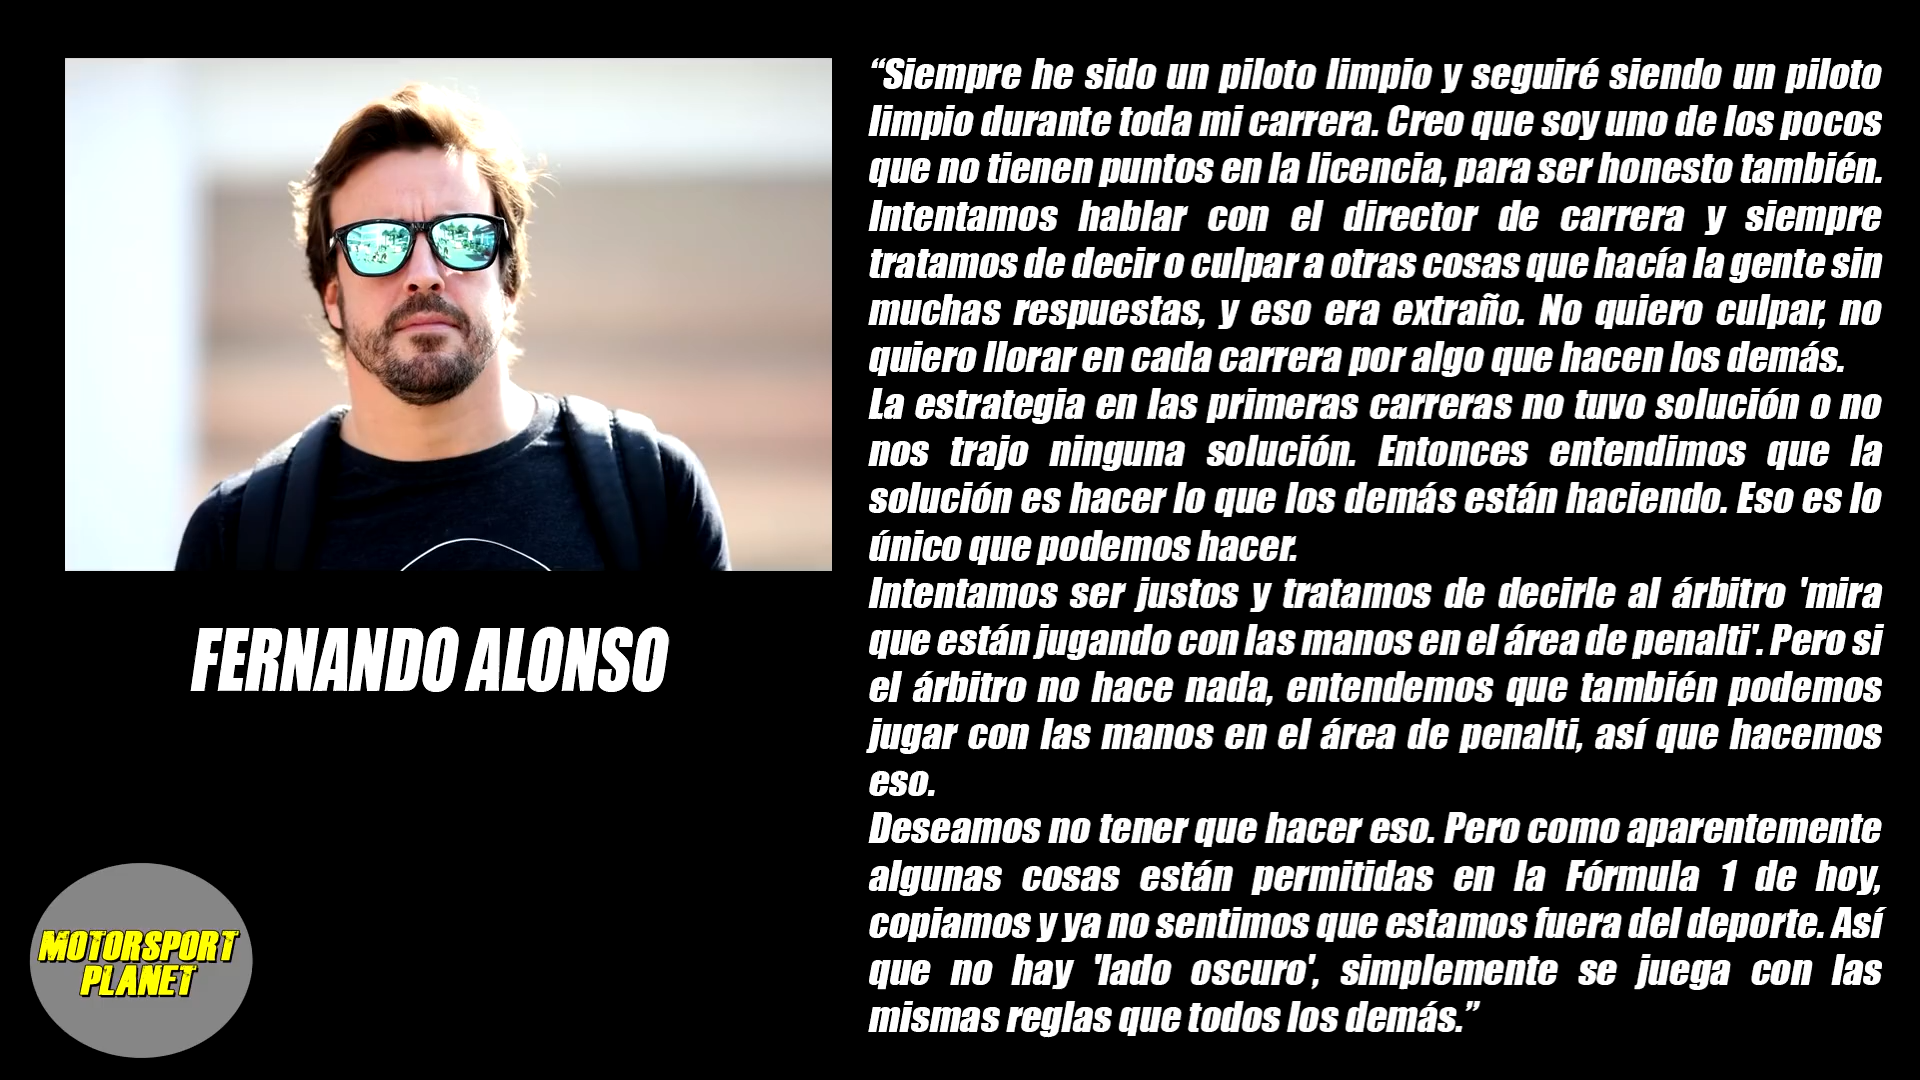 “Siempre he sido un piloto limpio y seguiré siendo un piloto
limpio durante toda mi carrera. Creo que soy uno de los pocos
que no tienen puntos en la licencia, para ser honesto también.
Intentamos hablar con el director de carrera y siempre
tratamos de decir o culpar a otras cosas que hacía la gente sin
muchas respuestas, y eso era extraño. No quiero culpar, no
quiero llorar en cada carrera por algo que hacen los demás.
La estrategia en las primeras carreras no tuvo solución o no
nos trajo ninguna solución. Entonces entendimos que la
solución es hacer lo que los demás están haciendo. Eso es lo
único que podemos hacer.
Intentamos ser justos y tratamos de decirle al árbitro 'mira
que están jugando con las manos en el área de penalti'. Pero si
el árbitro no hace nada, entendemos que también podemos
jugar con las manos en el área de penalti, así que hacemos
eso.
Deseamos no tener que hacer eso. Pero como aparentemente
algunas cosas están permitidas en la Fórmula 1 de hoy,
copiamos y ya no sentimos que estamos fuera del deporte. Así
que no hay 'lado oscuro', simplemente se juega con las
mismas reglas que todos los demás.”
FERNANDO ALONSO
MOTORSPORT
PLANET